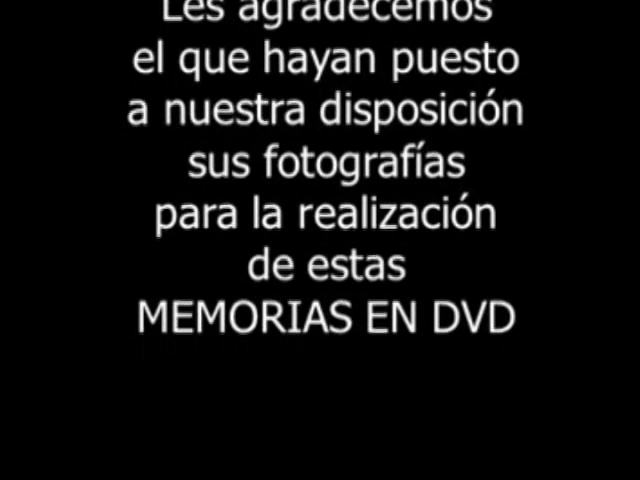 Les agradecemos
el que hayan puesto
a nuestra disposición
sus fotografías
para la realización
de estas
MEMORIAS EN DVD